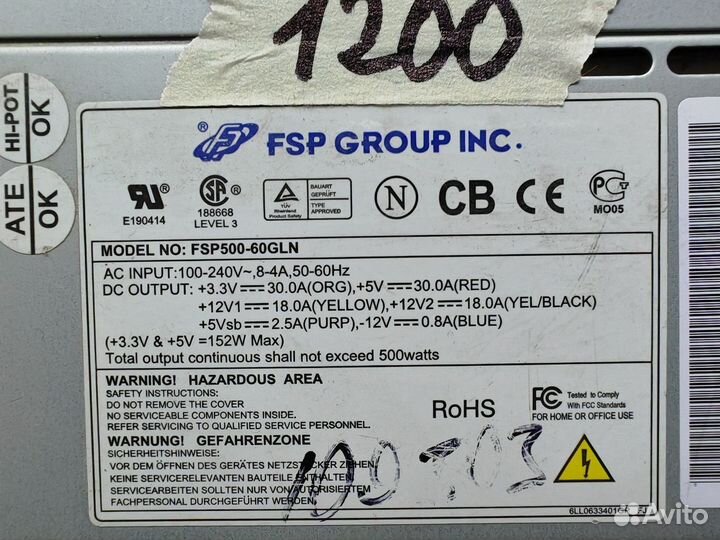 1200
HI-POT OK
ATE OK
® FSP GROUP INC.
E190414
188668
LEVEL 3
TÜV Rheinland Product Safety
BAUART GEPRÜFT
TYPE APPROVED
N
CB
CE
MO05
MODEL NO: FSP500-60GLN
AC INPUT:100-240V~,8-4A,50-60Hz
DC OUTPUT: +3.3V⎓30.0A(ORG), +5V⎓30.0A(RED)
+12V1⎓18.0A(YELLOW),+12V2⎓18.0A(YEL/BLACK)
+5Vsb⎓2.5A(PURP), -12V⎓0.8A(BLUE)
(+3.3V & +5V =152W Max)
Total output continuous shall not exceed 500watts
WARNING! HAZARDOUS AREA
SAFETY INSTRUCTIONS:
DO NOT REMOVE THE COVER
NO SERVICEABLE COMPONENTS INSIDE.
REFER SERVICING TO QUALIFIED SERVICE PERSONNEL.
RoHS
FC Tested to Comply With FCC Standards
FOR HOME OR OFFICE USE
WARNUNG! GEFAHRENZONE
SICHERHEITSHINWEISE:
VOR DEM ÖFFNEN DES GERÄTES NETZSTECKER ZIEHEN.
KEINE SERVICERELEVANTEN BAUTEILE ENTHALTEN.
SERVICEARBEITEN SOLLTEN NUR VON AUTORISIERTEM
FACHPERSONAL DURCHGEFÜHRT WERDEN.
Avito